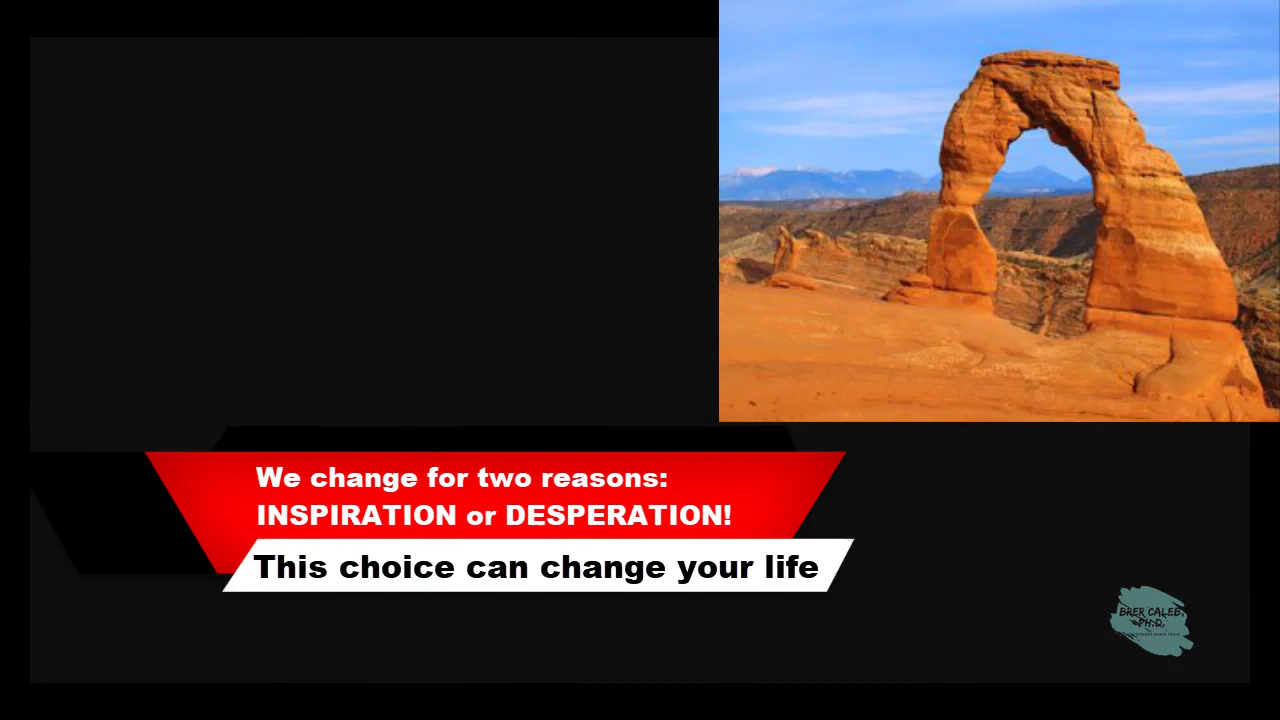 We change for two reasons:
INSPIRATION or DESPERATION!
This choice can change your life
BRER CALEB,
PH.D.